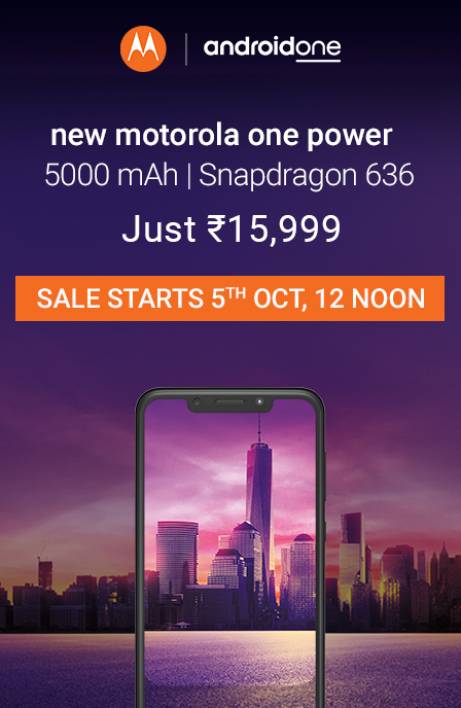 androidone
new motorola one power
5000 mAh | Snapdragon 636
Just ₹15,999
SALE STARTS 5TH OCT, 12 NOON